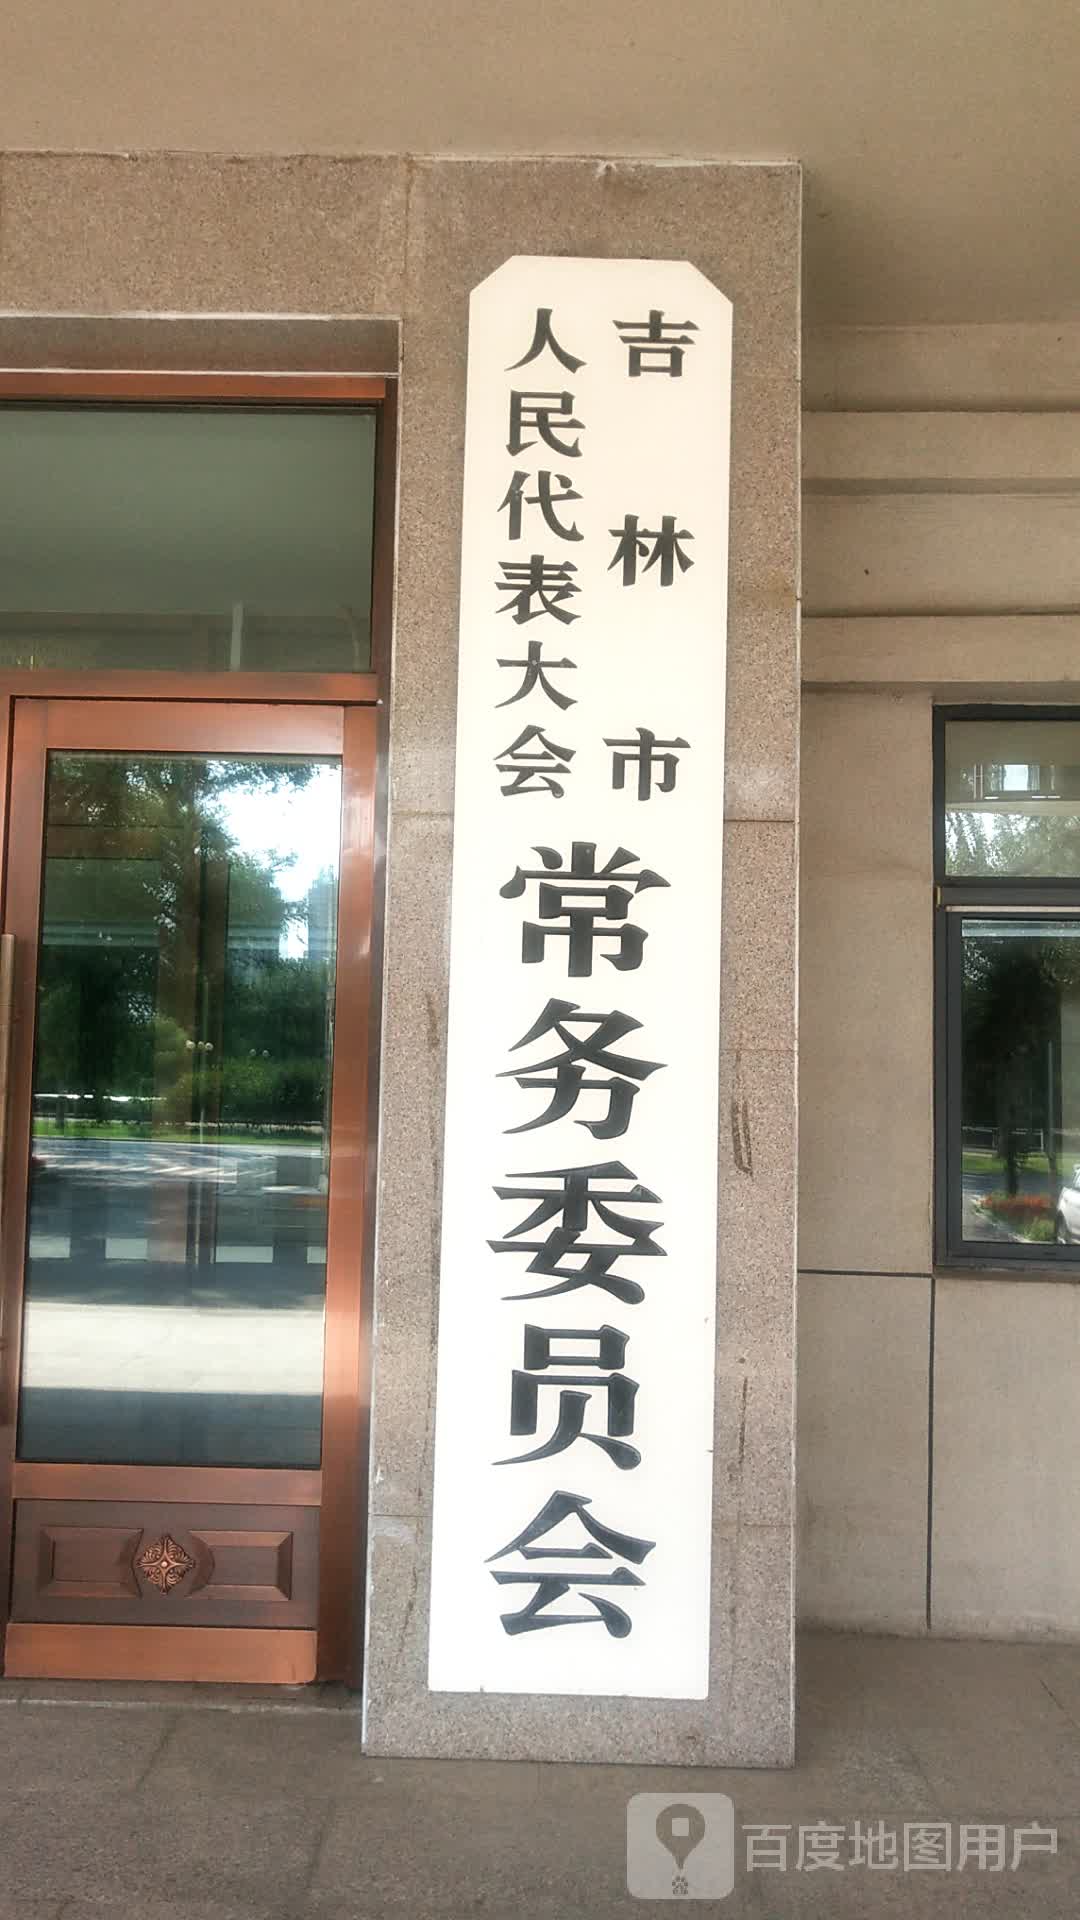 吉林市
人民代表大会
常务委员会
百度地图用户